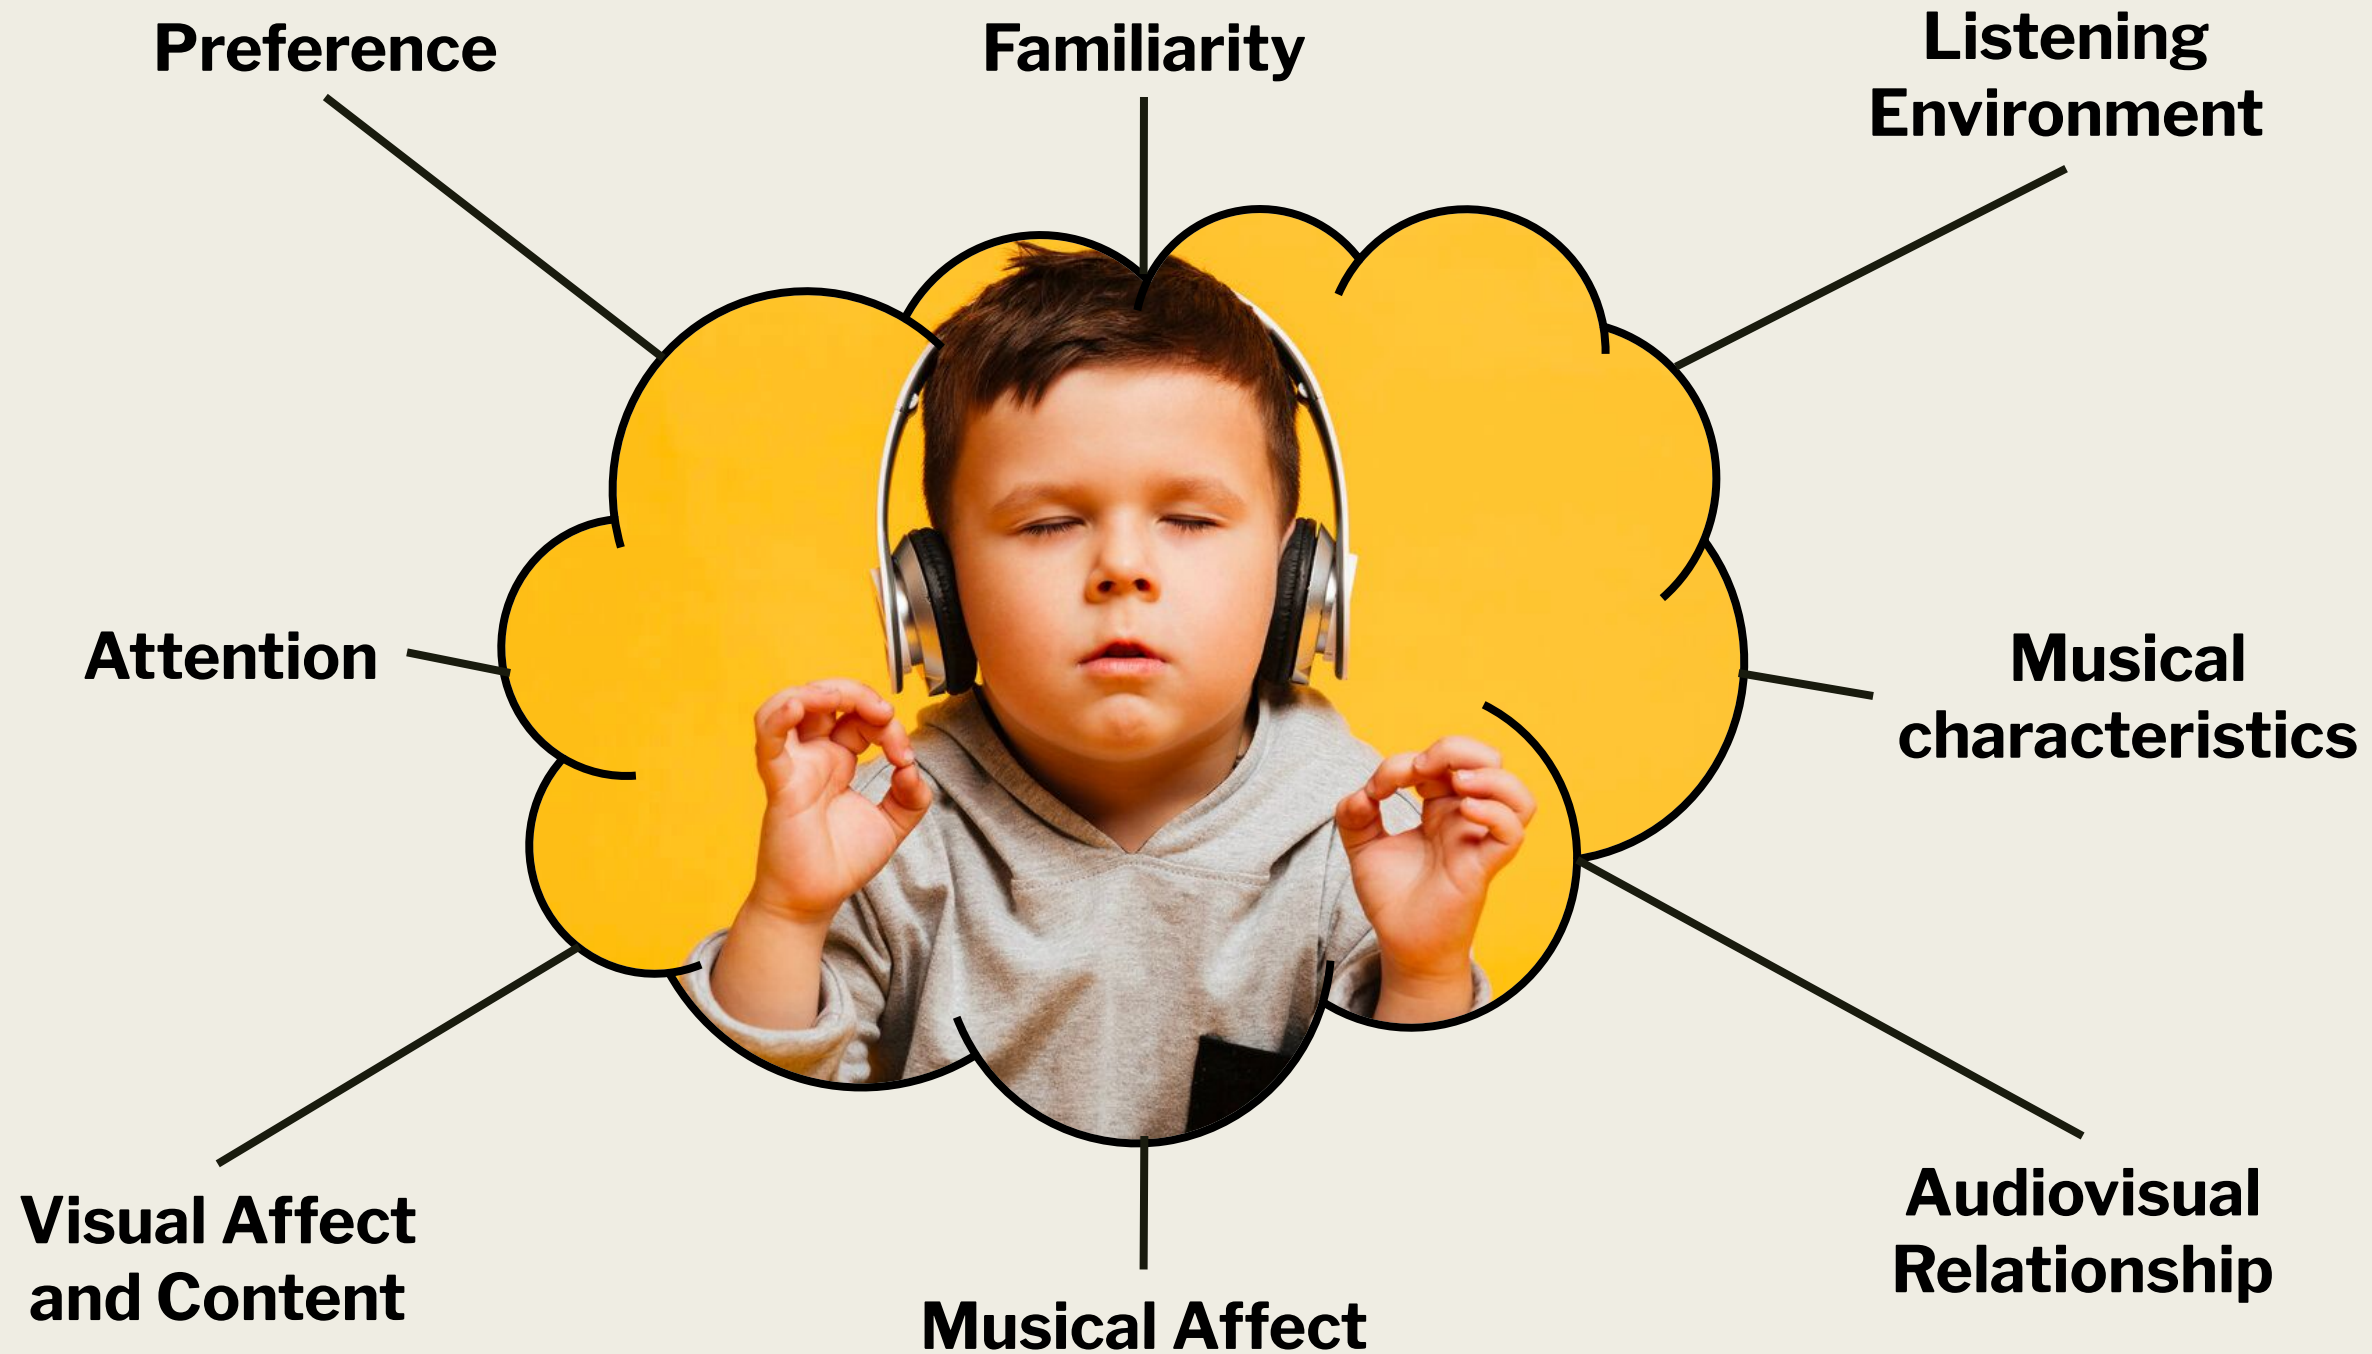 Preference
Familiarity
Listening
Environment
Attention
Musical
characteristics
Visual Affect
and Content
Musical Affect
Audiovisual
Relationship